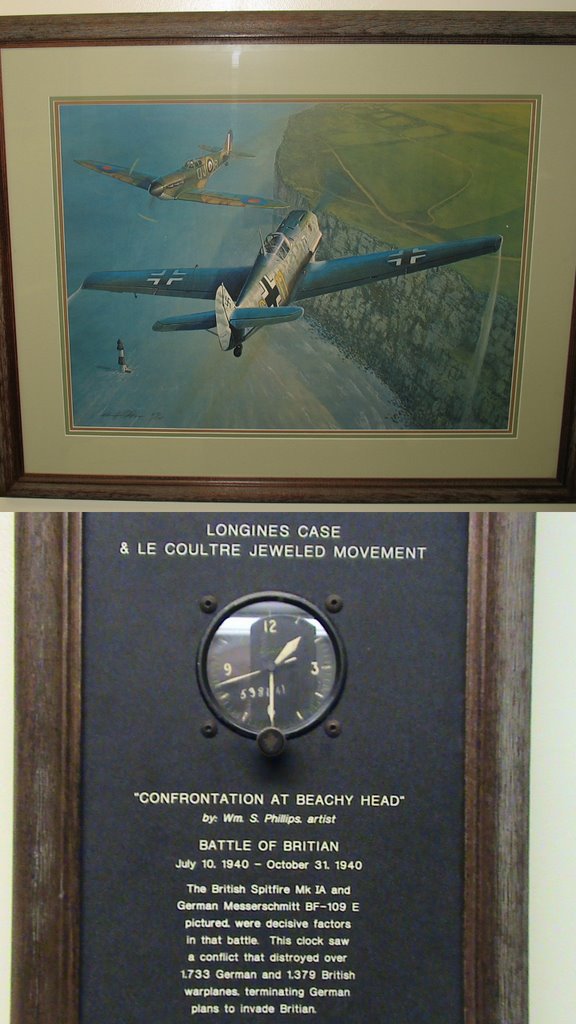 LONGINES CASE
& LE COULTRE JEWELED MOVEMENT
12
9 3
"CONFRONTATION AT BEACHY HEAD"
by: Wm. S. Phillips, artist
BATTLE OF BRITIAN
July 10, 1940 - October 31, 1940
The British Spitfire Mk IA and
German Messerschmitt BF-109 E
pictured, were decisive factors
in that battle. This clock saw
a conflict that distroyed over
1,733 German and 1,379 British
warplanes, terminating German
plans to invade Britian.